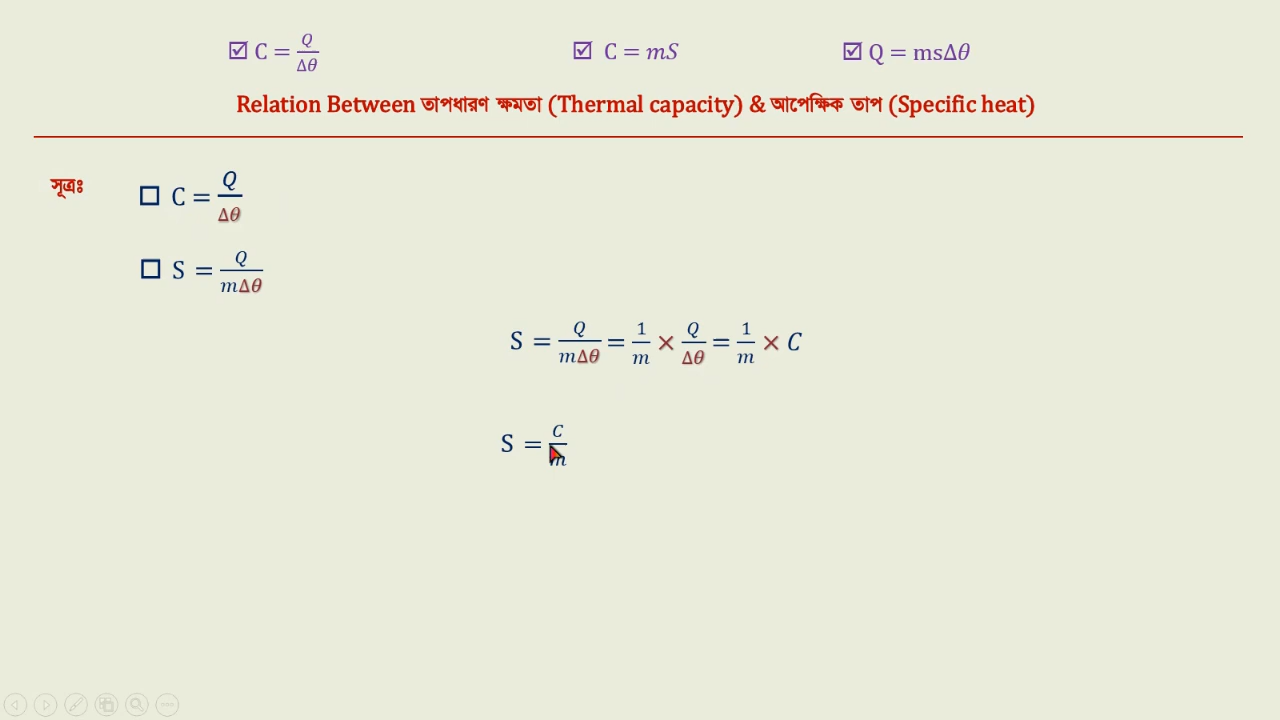 ☑ C = Q/Δθ ☑ C = mS ☑ Q = msΔθ
Relation Between তাপধারণ ক্ষমতা (Thermal capacity) & আপেক্ষিক তাপ (Specific heat)
সূত্রঃ □ C = Q/Δθ
□ S = Q/mΔθ
S = Q/mΔθ = 1/m × Q/Δθ = 1/m × C
S = C/m